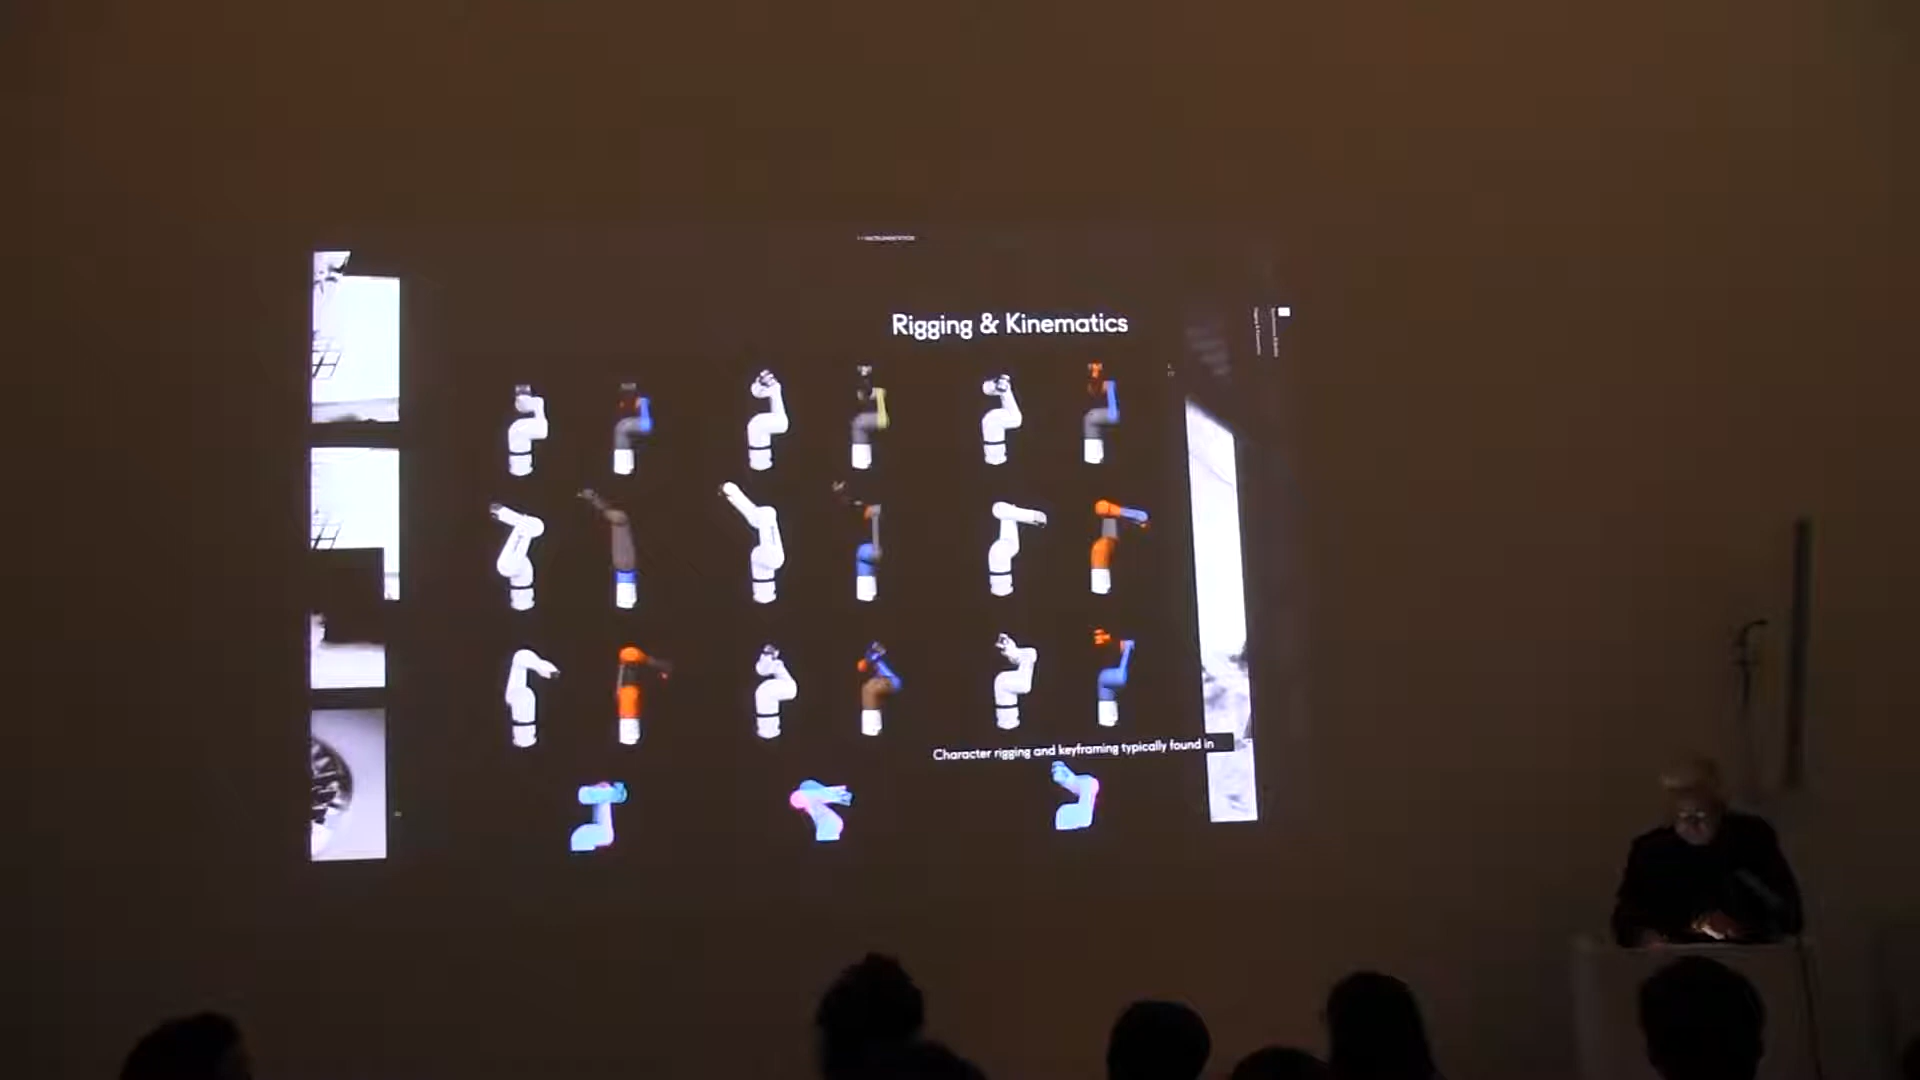 Rigging & Kinematics
Character rigging and keyframing typically found in